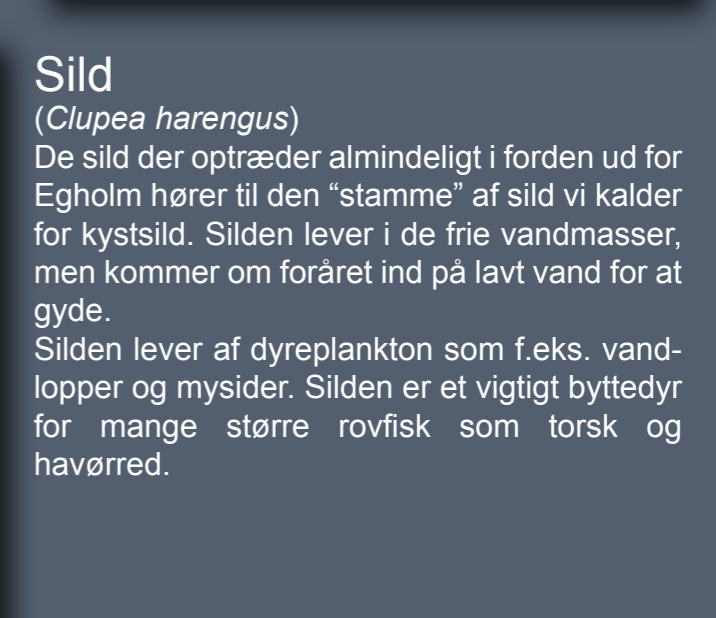 Sild
(Clupea harengus)
De sild der optræder almindeligt i forden ud for
Egholm hører til den “stamme” af sild vi kalder
for kystsild. Silden lever i de frie vandmasser,
men kommer om foråret ind på lavt vand for at
gyde.
Silden lever af dyreplankton som f.eks. vand-
lopper og mysider. Silden er et vigtigt byttedyr
for mange større rovfisk som torsk og
havørred.